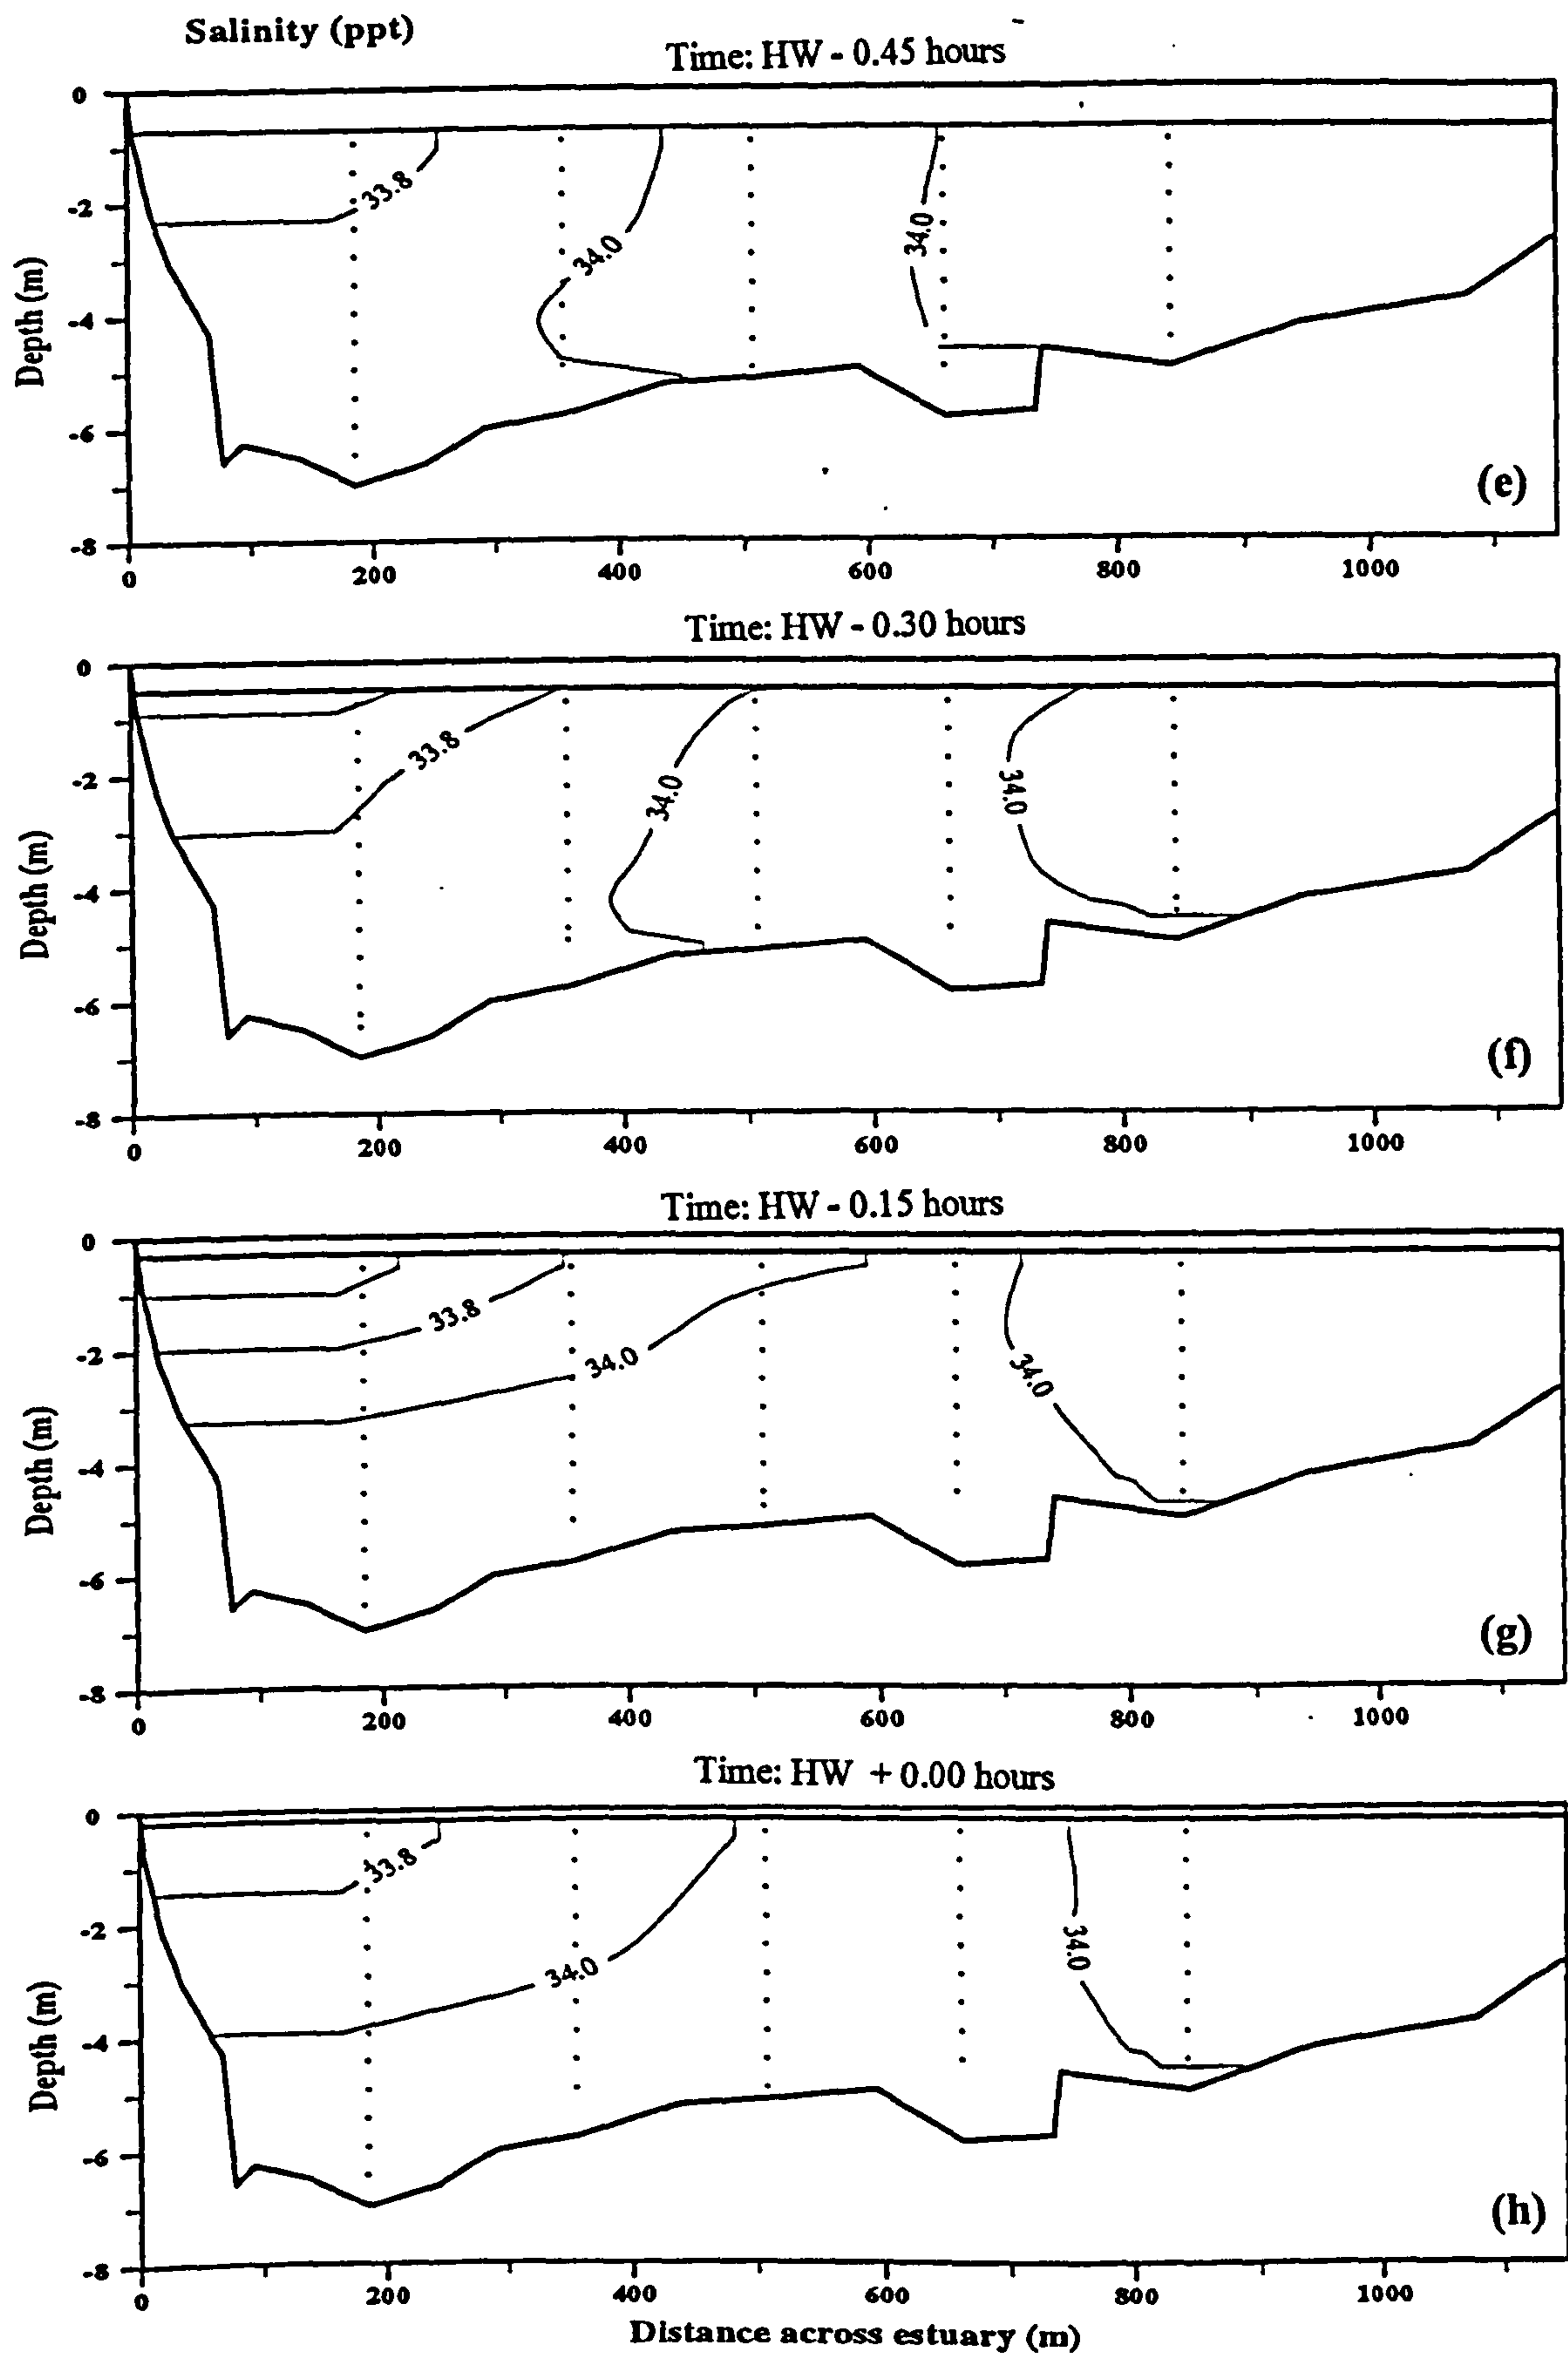 Salinity (ppt)
Time: HW - 0.45 hours
0
-2
-4
-6
-8
Depth (m)
33.8
34.0
34.0
(e)
0 200 400 600 800 1000
Time: HW - 0.30 hours
0
-2
-4
-6
-8
Depth (m)
33.8
34.0
34.0
(f)
0 200 400 600 800 1000
Time: HW - 0.15 hours
0
-2
-4
-6
-8
Depth (m)
33.8
34.0
34.0
(g)
0 200 400 600 800 1000
Time: HW + 0.00 hours
0
-2
-4
-6
-8
Depth (m)
33.8
34.0
34.0
(h)
0 200 400 600 800 1000
Distance across estuary (m)